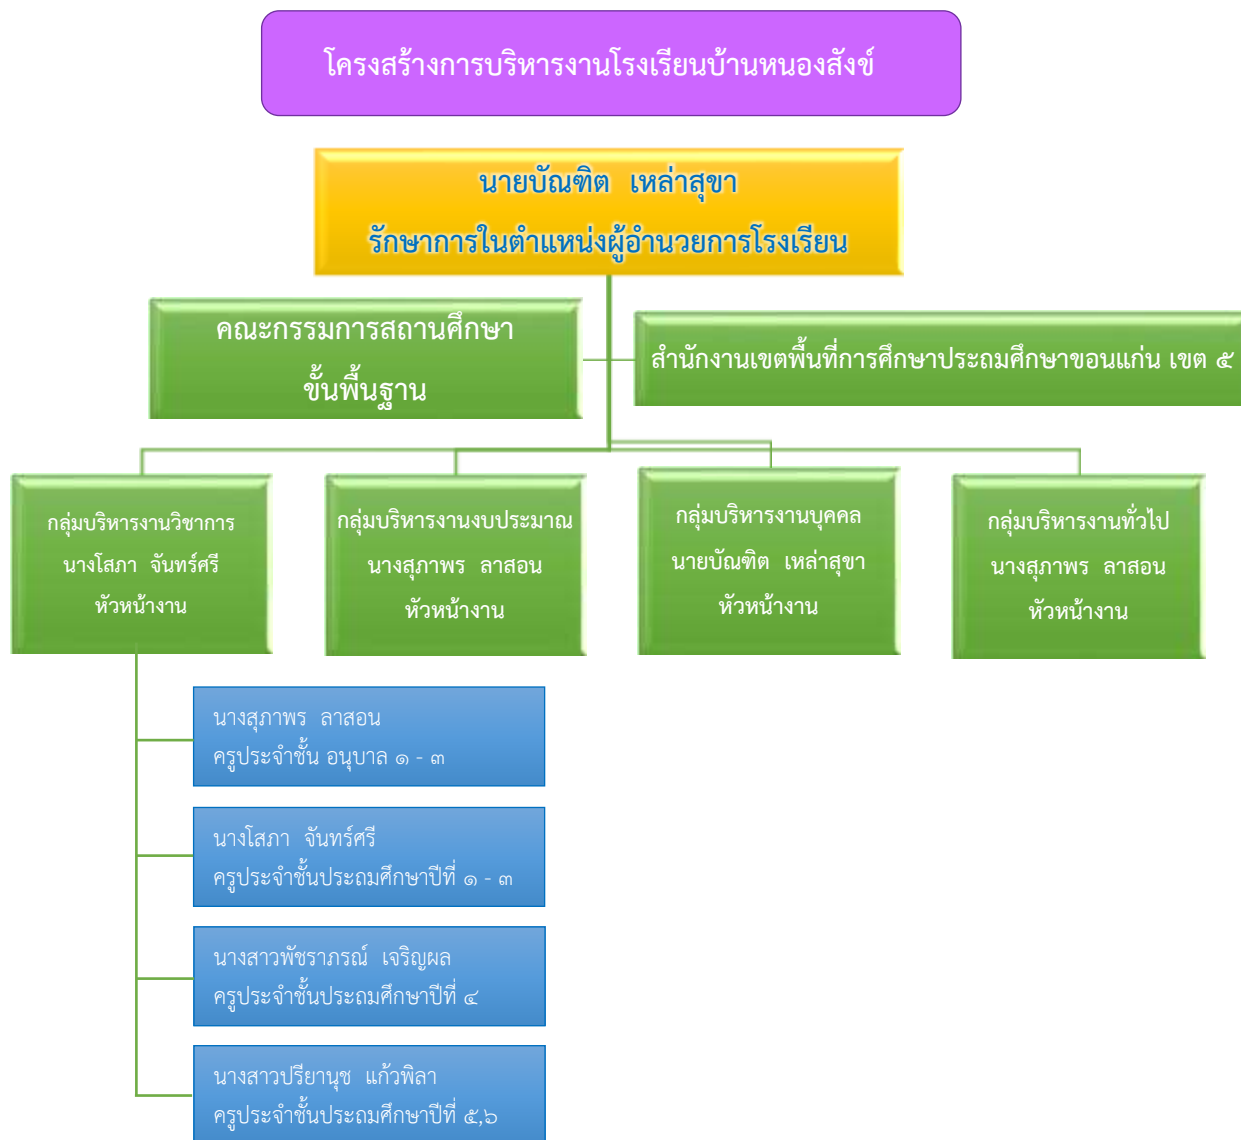 โครงสร้างการบริหารงานโรงเรียนบ้านหนองสังข์
นายบัณฑิต เหล่าสุขา
รักษาการในตำแหน่งผู้อำนวยการโรงเรียน
คณะกรรมการสถานศึกษา
ขั้นพื้นฐาน
สำนักงานเขตพื้นที่การศึกษาประถมศึกษาขอนแก่น เขต ๕
กลุ่มบริหารงานวิชาการ
นางโสภา จันทร์ศรี
หัวหน้างาน
กลุ่มบริหารงานงบประมาณ
นางสุภาพร ลาสอน
หัวหน้างาน
กลุ่มบริหารงานบุคคล
นายบัณฑิต เหล่าสุขา
หัวหน้างาน
กลุ่มบริหารงานทั่วไป
นางสุภาพร ลาสอน
หัวหน้างาน
นางสุภาพร ลาสอน
ครูประจำชั้น อนุบาล ๑ - ๓
นางโสภา จันทร์ศรี
ครูประจำชั้นประถมศึกษาปีที่ ๑ - ๓
นางสาวพัชราภรณ์ เจริญผล
ครูประจำชั้นประถมศึกษาปีที่ ๔
นางสาวปรียานุช แก้วพิลา
ครูประจำชั้นประถมศึกษาปีที่ ๕,๖